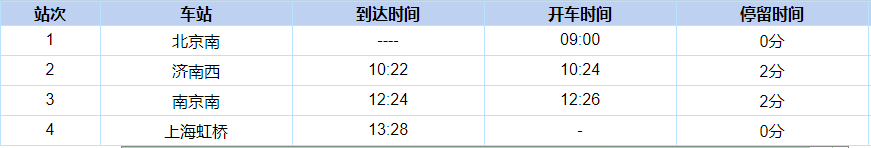 站次 车站 到达时间 开车时间 停留时间
1 北京南 ---- 09:00 0分
2 济南西 10:22 10:24 2分
3 南京南 12:24 12:26 2分
4 上海虹桥 13:28 - 0分